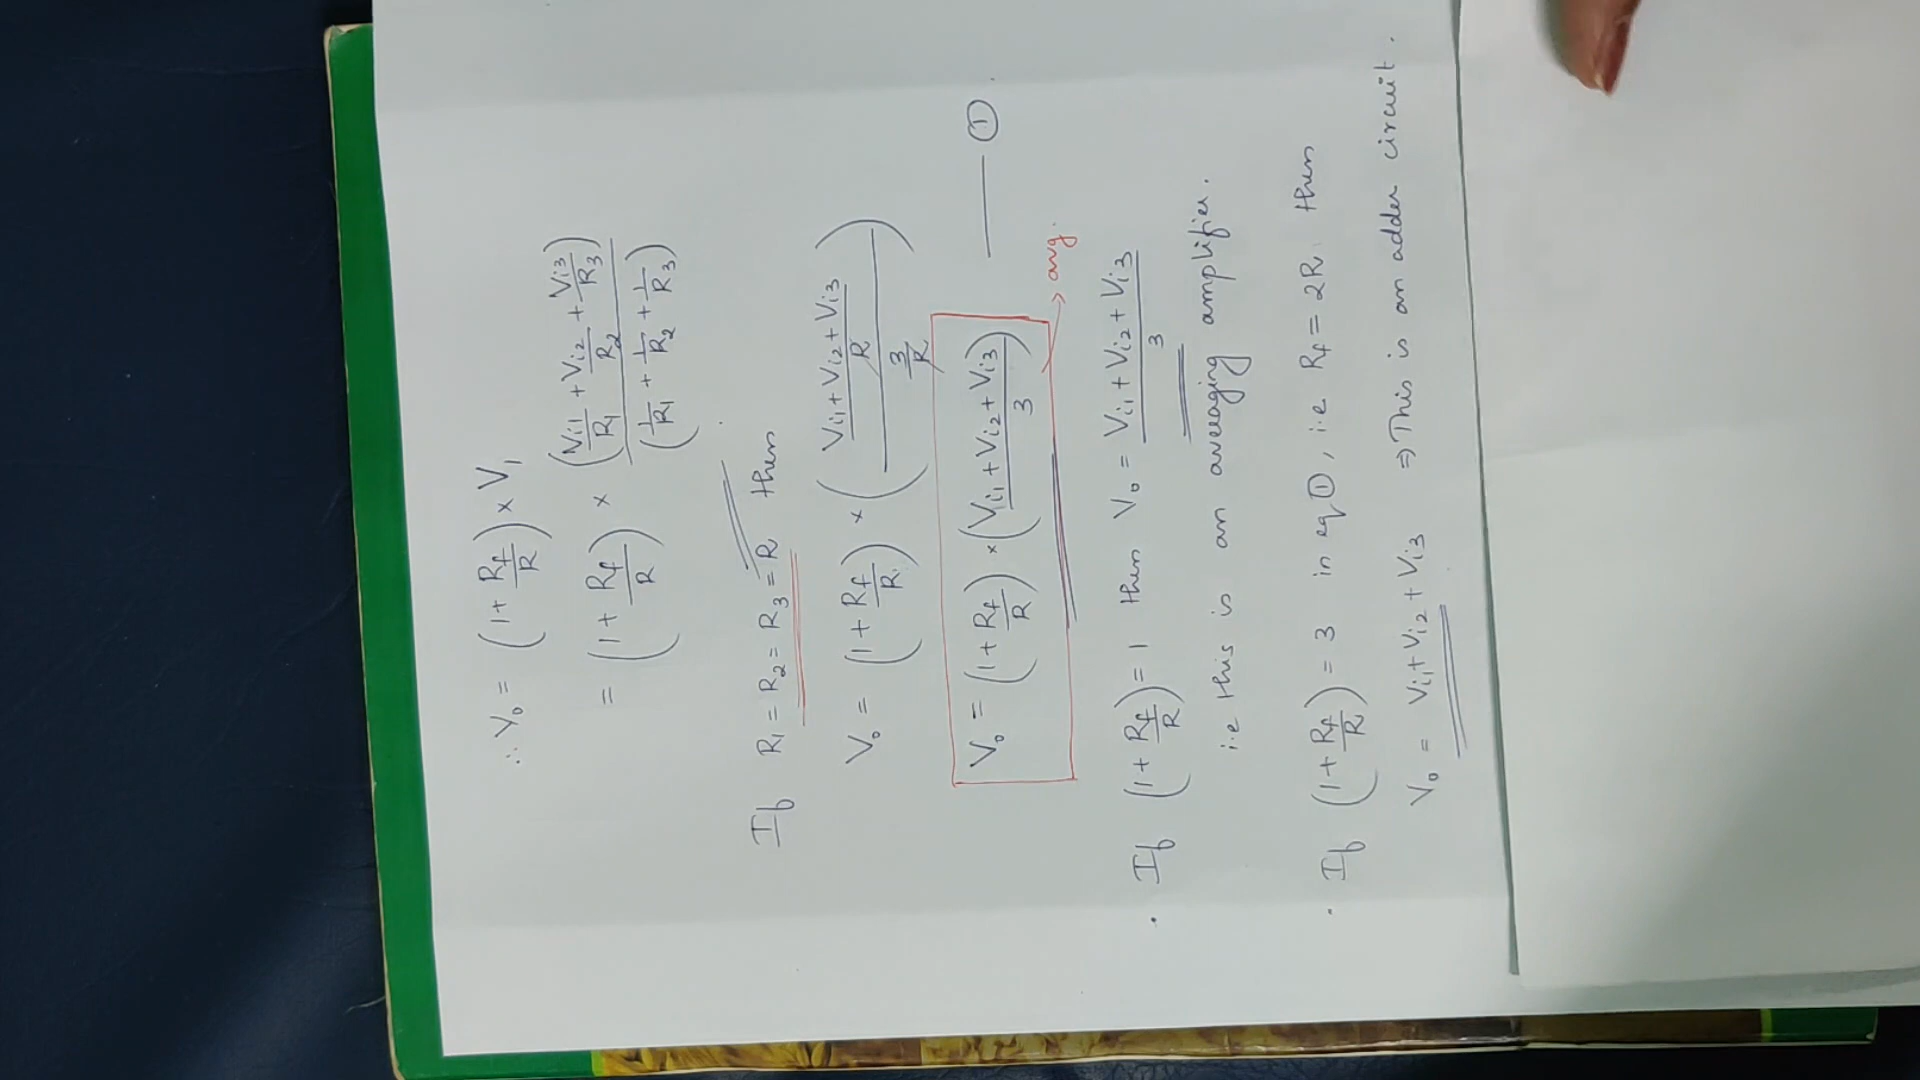 ∴ V₀ = (1 + Rf/R) × V₁
= (1 + Rf/R) × (Vi1/R1 + Vi2/R2 + Vi3/R3) / (1/R1 + 1/R2 + 1/R3)
If R1 = R2 = R3 = R then
V₀ = (1 + Rf/R) × ((Vi1 + Vi2 + Vi3)/R / 3/R)
V₀ = (1 + Rf/R) × ((Vi1 + Vi2 + Vi3)/3) —— ①
→ avg.
· If (1 + Rf/R) = 1 then V₀ = (Vi1 + Vi2 + Vi3)/3
i.e this is an averaging amplifier.
· If (1 + Rf/R) = 3 in eq ①, i.e Rf = 2R then
V₀ = Vi1 + Vi2 + Vi3 ⇒ This is an adder circuit.